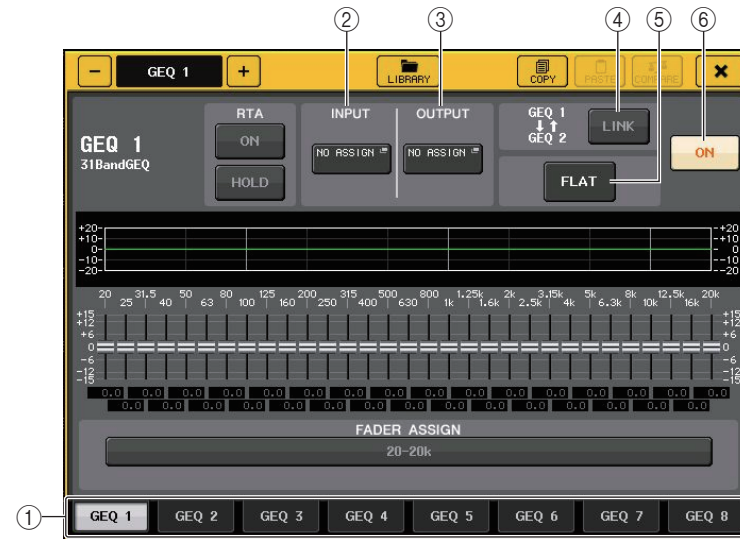 ② ③ ④ ⑤ ⑥
− GEQ 1 + LIBRARY COPY PASTE COMPARE ×
GEQ 1
31BandGEQ
RTA
ON
HOLD
INPUT
NO ASSIGN
OUTPUT
NO ASSIGN
GEQ 1
GEQ 2
LINK
FLAT
ON
+20 +20
+10 +10
0 0
-10 -10
-20 -20
20 31.5 50 80 125 200 315 500 800 1.25k 2k 3.15k 5k 8k 12.5k 20k
25 40 63 100 160 250 400 630 1k 1.6k 2.5k 4k 6.3k 10k 16k
+15 +15
+12 +12
+6 +6
0 0
-6 -6
-12 -12
-15 -15
0.0 0.0 0.0 0.0 0.0 0.0 0.0 0.0 0.0 0.0 0.0 0.0 0.0 0.0 0.0 0.0
0.0 0.0 0.0 0.0 0.0 0.0 0.0 0.0 0.0 0.0 0.0 0.0 0.0 0.0 0.0
FADER ASSIGN
20-20k
① GEQ 1 GEQ 2 GEQ 3 GEQ 4 GEQ 5 GEQ 6 GEQ 7 GEQ 8